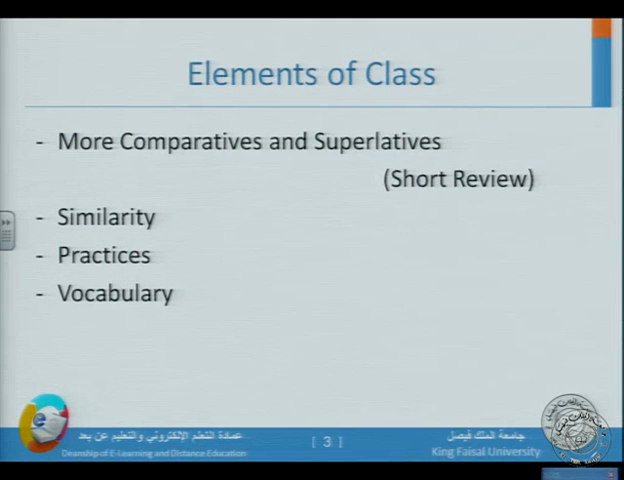 Elements of Class
- More Comparatives and Superlatives
(Short Review)
- Similarity
- Practices
- Vocabulary
عمادة التعلم الإلكتروني والتعليم عن بعد
Deanship of E-Learning and Distance Education
[ 3 ]
جامعة الملك فيصل
King Faisal University